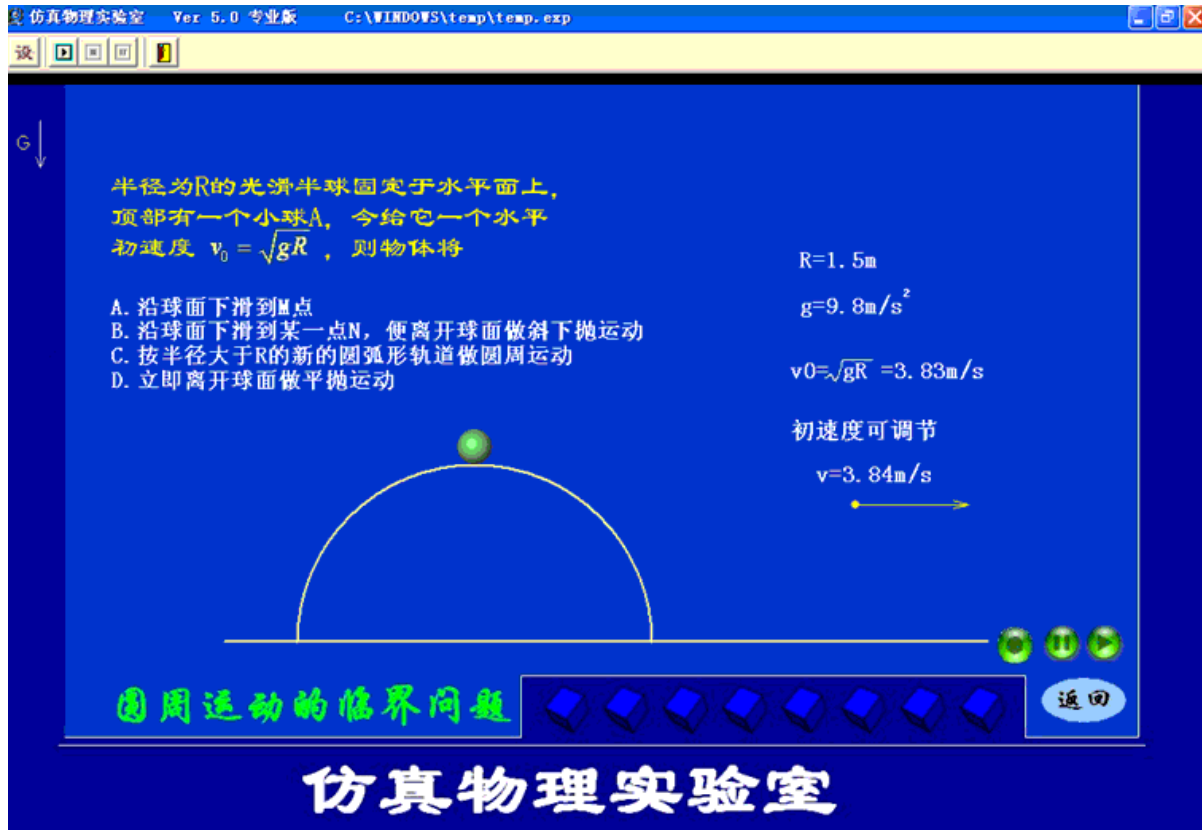 仿真物理实验室 Ver 5.0 专业版 C:\WINDOWS\temp\temp.exp
设
G
半径为R的光滑半球固定于水平面上，
顶部有一个小球A，今给它一个水平
初速度 v₀ = √gR ，则物体将
A. 沿球面下滑到M点
B. 沿球面下滑到某一点N，便离开球面做斜下抛运动
C. 按半径大于R的新的圆弧形轨道做圆周运动
D. 立即离开球面做平抛运动
R=1.5m
g=9.8m/s²
v0=√gR =3.83m/s
初速度可调节
v=3.84m/s
圆周运动的临界问题
返回
仿真物理实验室